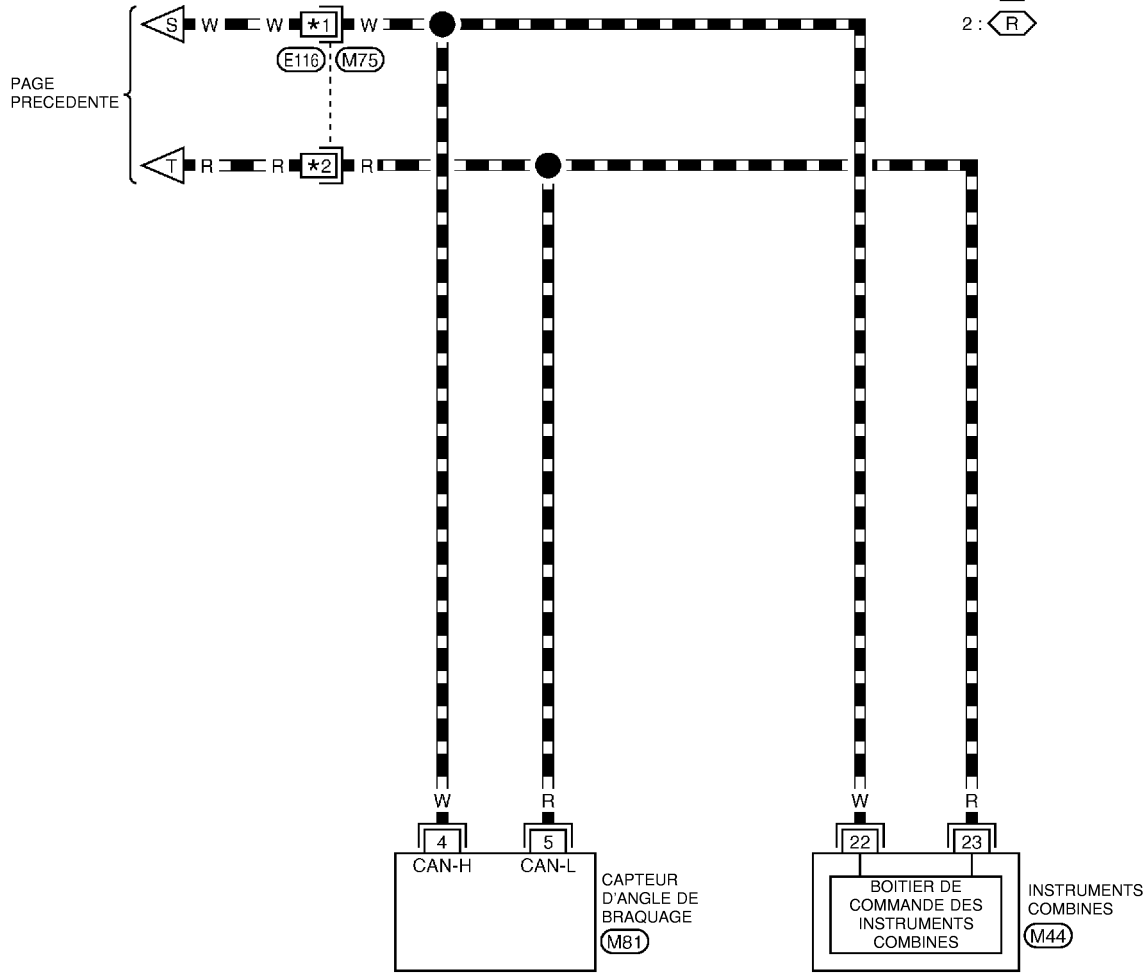 S W W *1 W
2 : R
E116 M75
PAGE
PRECEDENTE
T R R *2 R
W R W R
4 5 22 23
CAN-H CAN-L
CAPTEUR
D'ANGLE DE
BRAQUAGE
M81
BOITIER DE
COMMANDE DES
INSTRUMENTS
COMBINES
INSTRUMENTS
COMBINES
M44